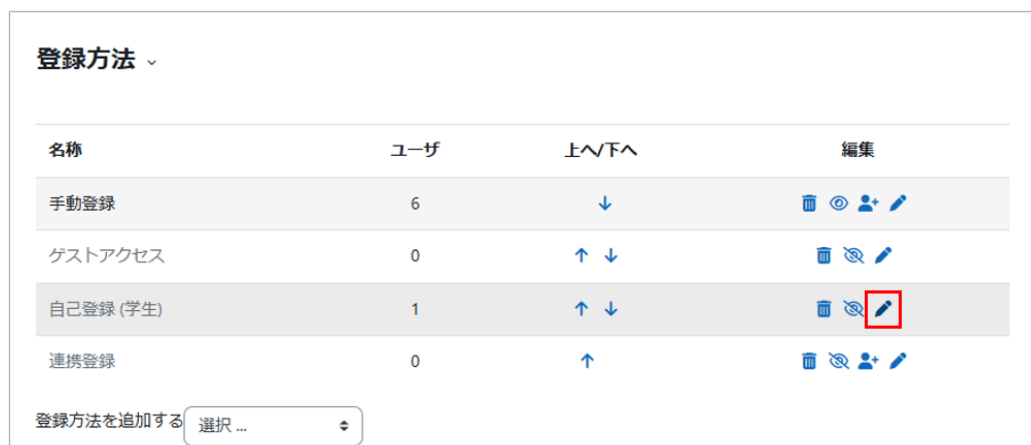 登録方法
名称 ユーザ 上へ/下へ 編集
手動登録 6
ゲストアクセス 0
自己登録 (学生) 1
連携登録 0
登録方法を追加する 選択 ...